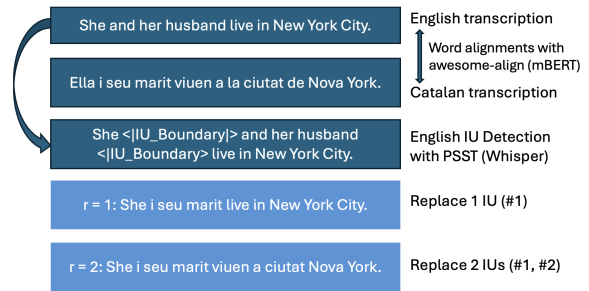 She and her husband live in New York City.
English transcription
Word alignments with
awesome-align (mBERT)
Ella i seu marit viuen a la ciutat de Nova York.
Catalan transcription
She <|IU_Boundary|> and her husband
<|IU_Boundary> live in New York City.
English IU Detection
with PSST (Whisper)
r = 1: She i seu marit live in New York City.
Replace 1 IU (#1)
r = 2: She i seu marit viuen a ciutat Nova York.
Replace 2 IUs (#1, #2)